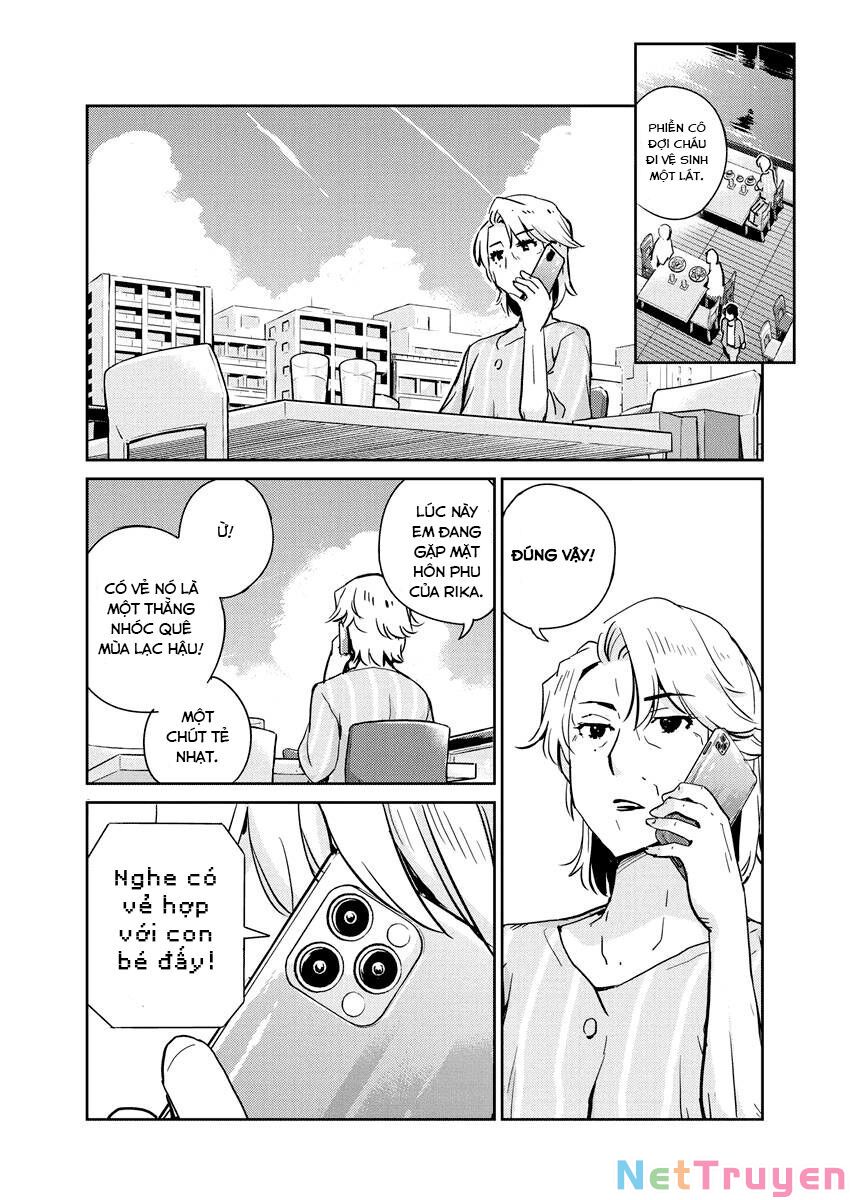 PHIỀN CÔ
ĐỢI CHÁU
ĐI VỆ SINH
MỘT LÁT.
ĐÚNG VẬY!
LÚC NÀY
EM ĐANG
GẶP MẶT
HÔN PHU
CỦA RIKA.
Ừ!
CÓ VẺ NÓ LÀ
MỘT THẰNG
NHÓC QUÊ
MÙA LẠC HẬU!
MỘT
CHÚT TẺ
NHẠT.
Nghe có
vẻ hợp
với con
bé đấy!
NetTruyen